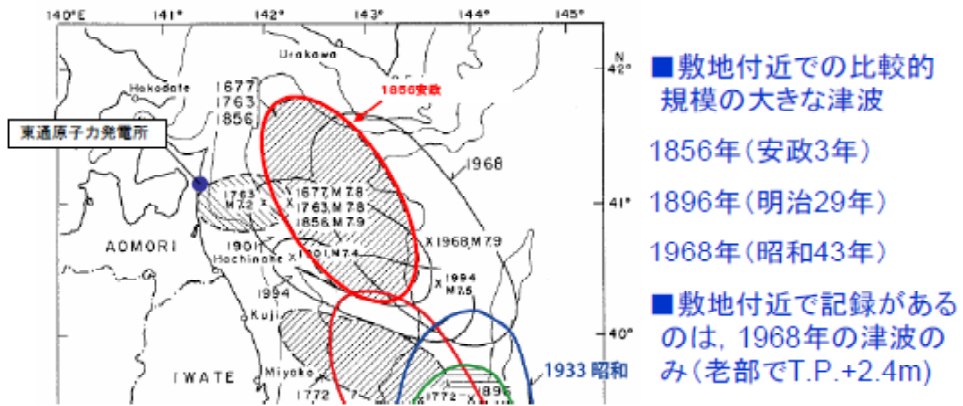 140°E
141°
142°
143°
144°
145°
Urakawa
N
42°
Hakodate
1677
1763
1856
1856安政
東通原子力発電所
1968
1763
M7.2
1677,M7.8
1763,M7.8
1856,M7.9
41°
AOMORI
1901
Hachinohe
1901,M7.4
1968,M7.9
1994
M7.5
1994
Kuji
40°
1933 昭和
IWATE
Miyako
1772
1772
1896
■敷地付近での比較的
規模の大きな津波
1856年(安政3年)
1896年(明治29年)
1968年(昭和43年)
■敷地付近で記録がある
のは，1968年の津波の
み(老部でT.P.+2.4m)